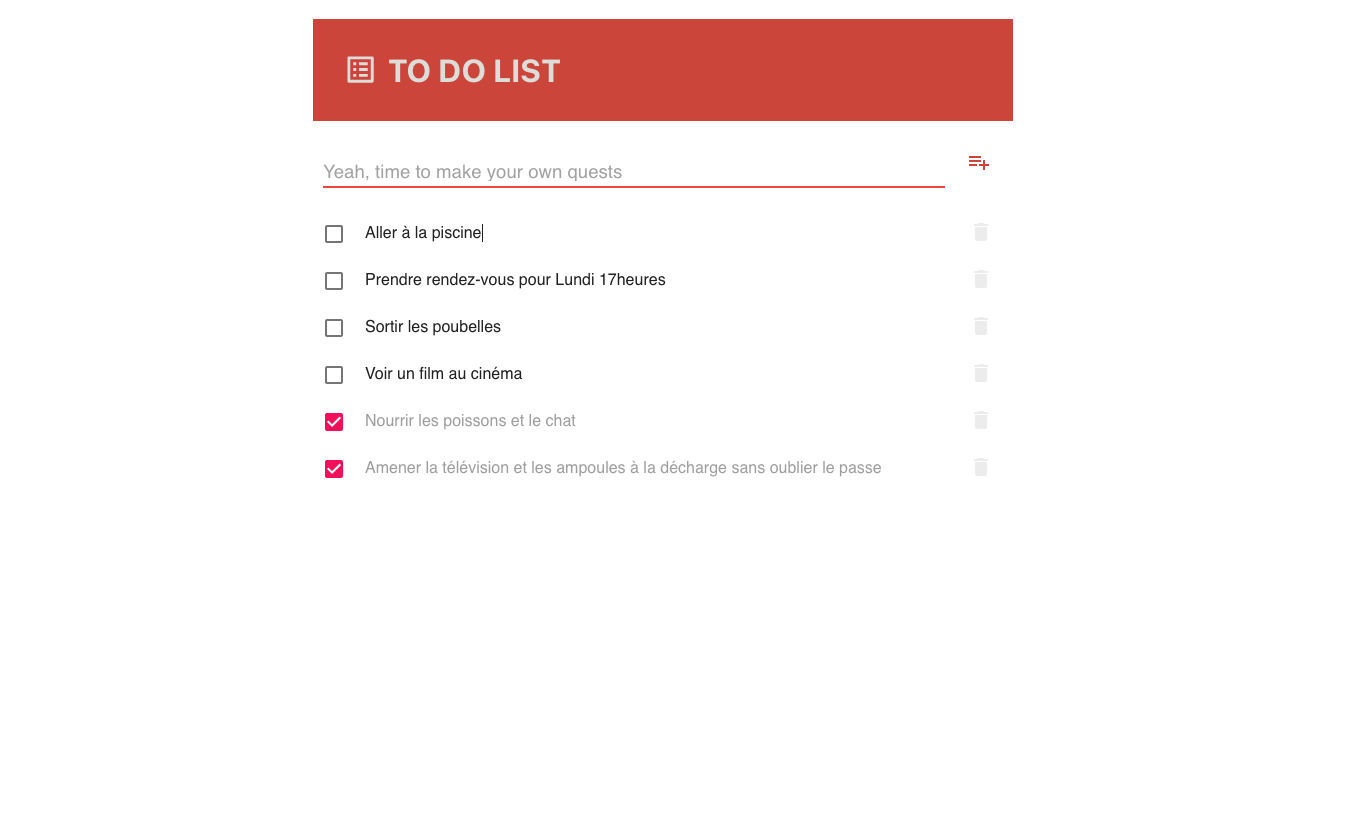 TO DO LIST
Yeah, time to make your own quests
Aller à la piscine
Prendre rendez-vous pour Lundi 17heures
Sortir les poubelles
Voir un film au cinéma
Nourrir les poissons et le chat
Amener la télévision et les ampoules à la décharge sans oublier le passe